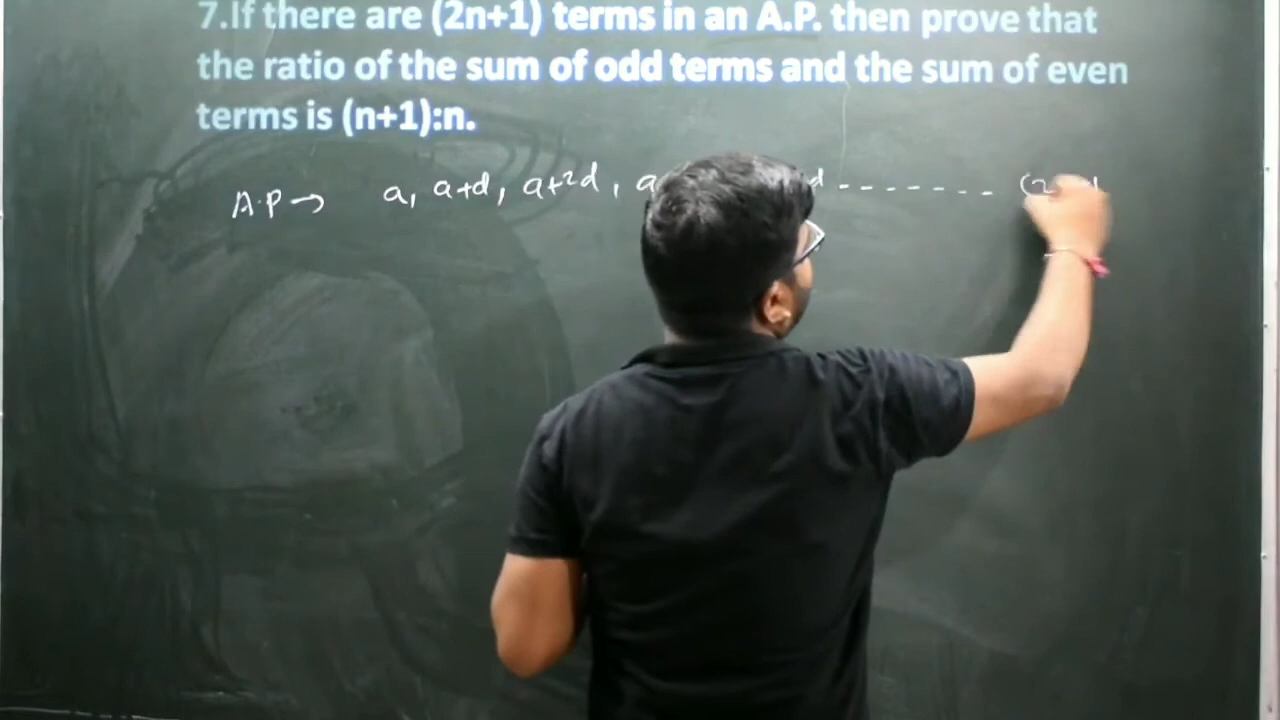 7.If there are (2n+1) terms in an A.P. then prove that
the ratio of the sum of odd terms and the sum of even
terms is (n+1):n.
A.P→ a, a+d, a+2d, a d -------